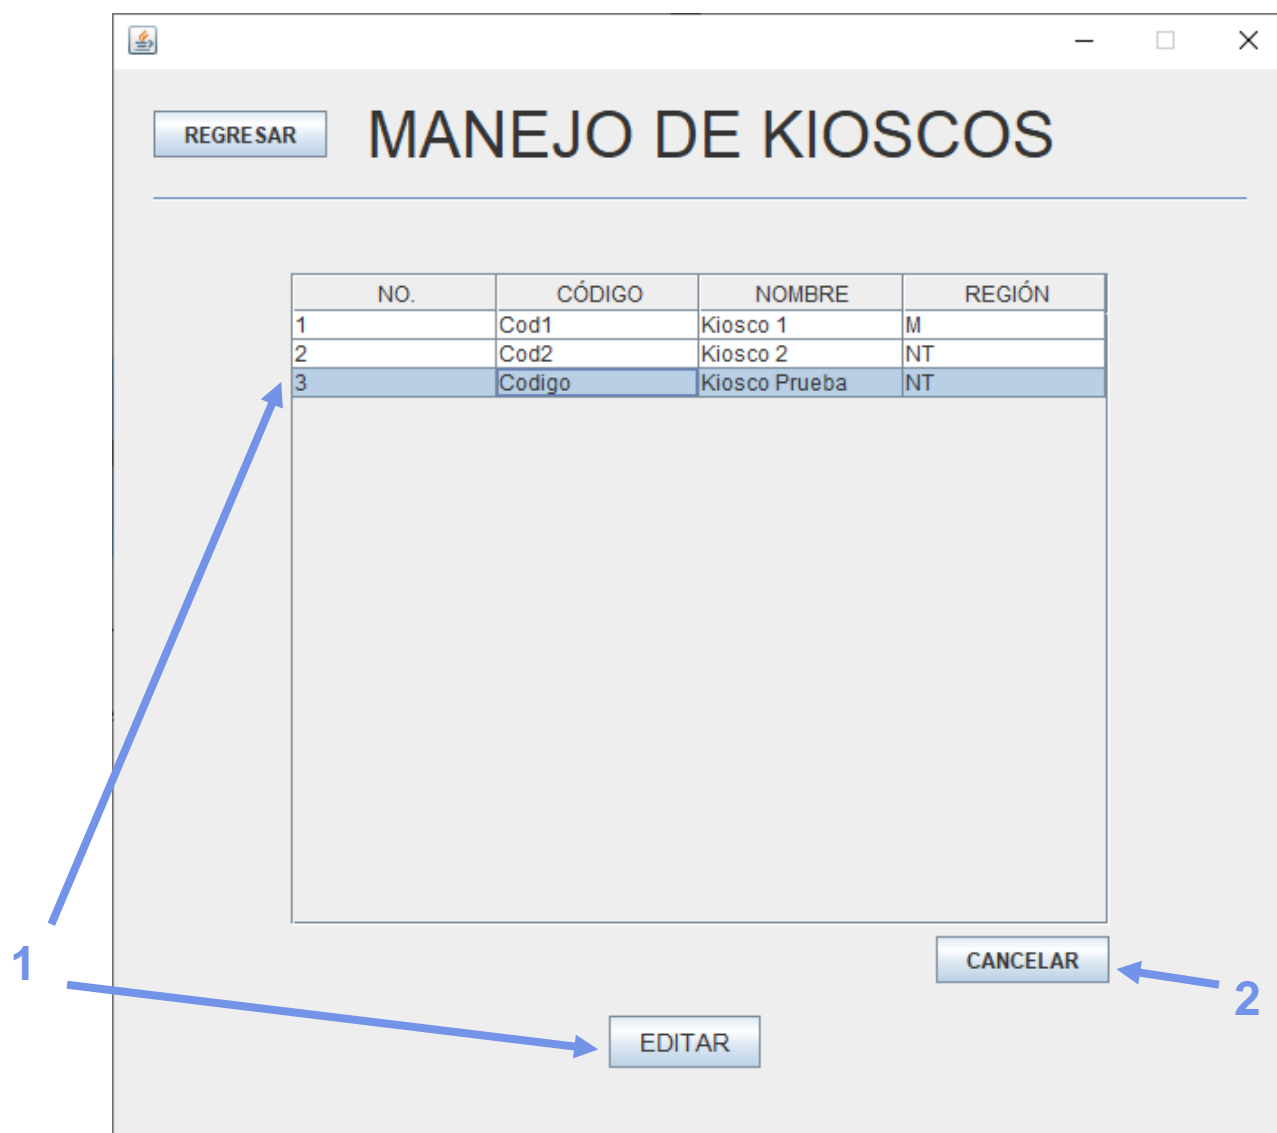 REGRESAR MANEJO DE KIOSCOS
NO. CÓDIGO NOMBRE REGIÓN
1 Cod1 Kiosco 1 M
2 Cod2 Kiosco 2 NT
3 Codigo Kiosco Prueba NT
1
CANCELAR
2
EDITAR